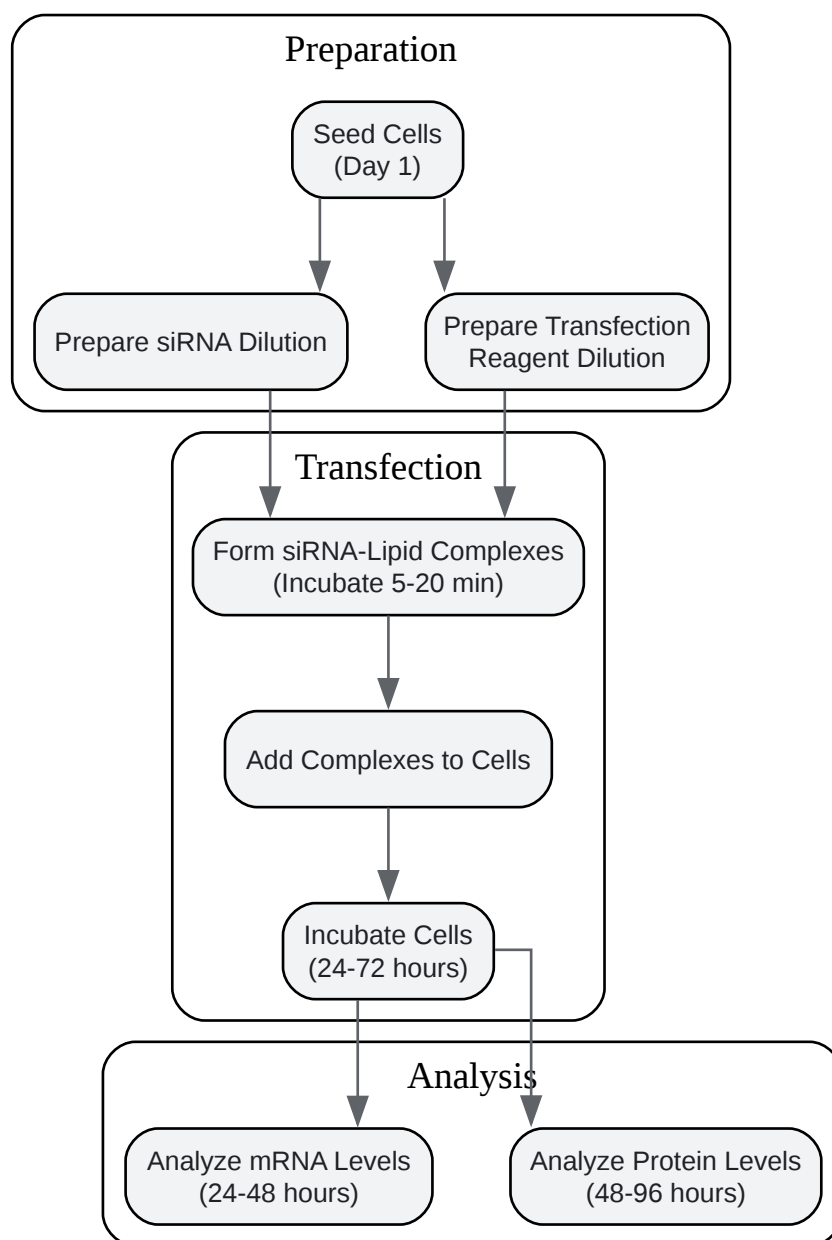 Preparation
Seed Cells
(Day 1)
Prepare siRNA Dilution
Prepare Transfection
Reagent Dilution
Transfection
Form siRNA-Lipid Complexes
(Incubate 5-20 min)
Add Complexes to Cells
Incubate Cells
(24-72 hours)
Analysis
Analyze mRNA Levels
(24-48 hours)
Analyze Protein Levels
(48-96 hours)